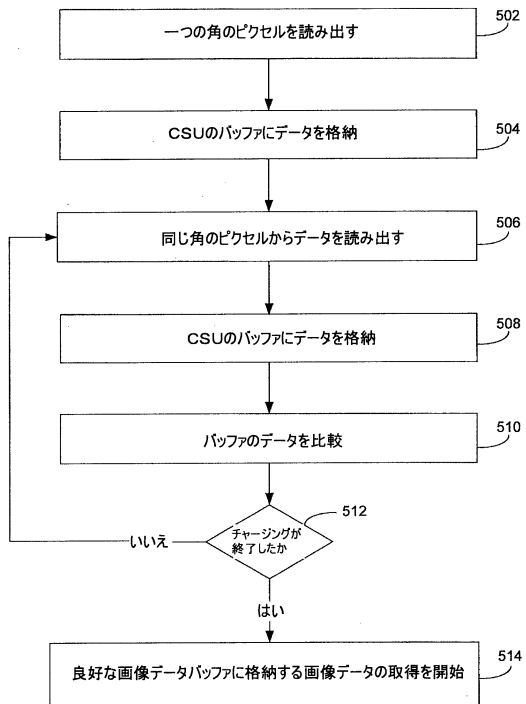 一つの角のピクセルを読み出す
502
CSUのバッファにデータを格納
504
同じ角のピクセルからデータを読み出す
506
CSUのバッファにデータを格納
508
バッファのデータを比較
510
チャージングが
終了したか
512
いいえ
はい
良好な画像データバッファに格納する画像データの取得を開始
514